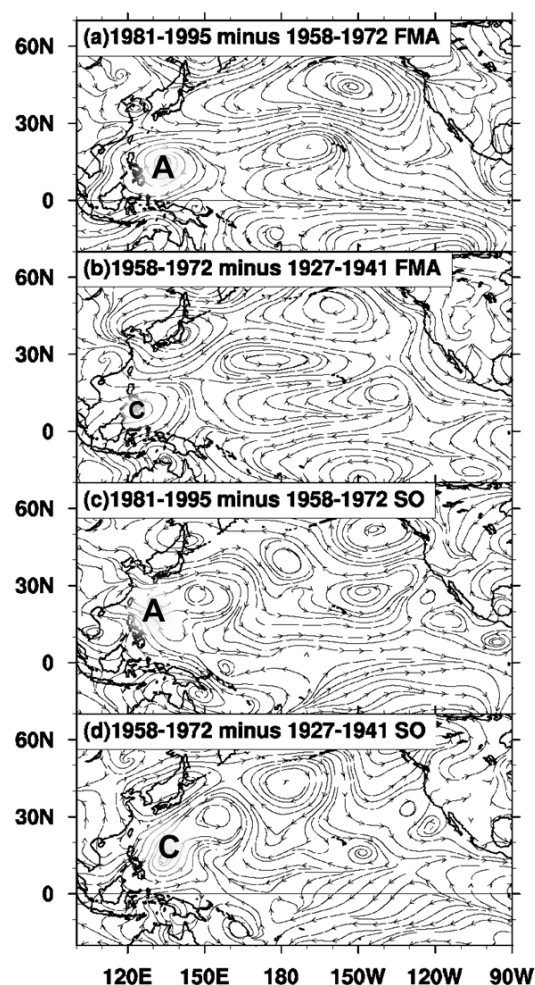 (a)1981-1995 minus 1958-1972 FMA
60N
30N
A
0
(b)1958-1972 minus 1927-1941 FMA
60N
30N
C
0
(c)1981-1995 minus 1958-1972 SO
60N
30N
A
0
(d)1958-1972 minus 1927-1941 SO
60N
30N
C
0
120E 150E 180 150W 120W 90W